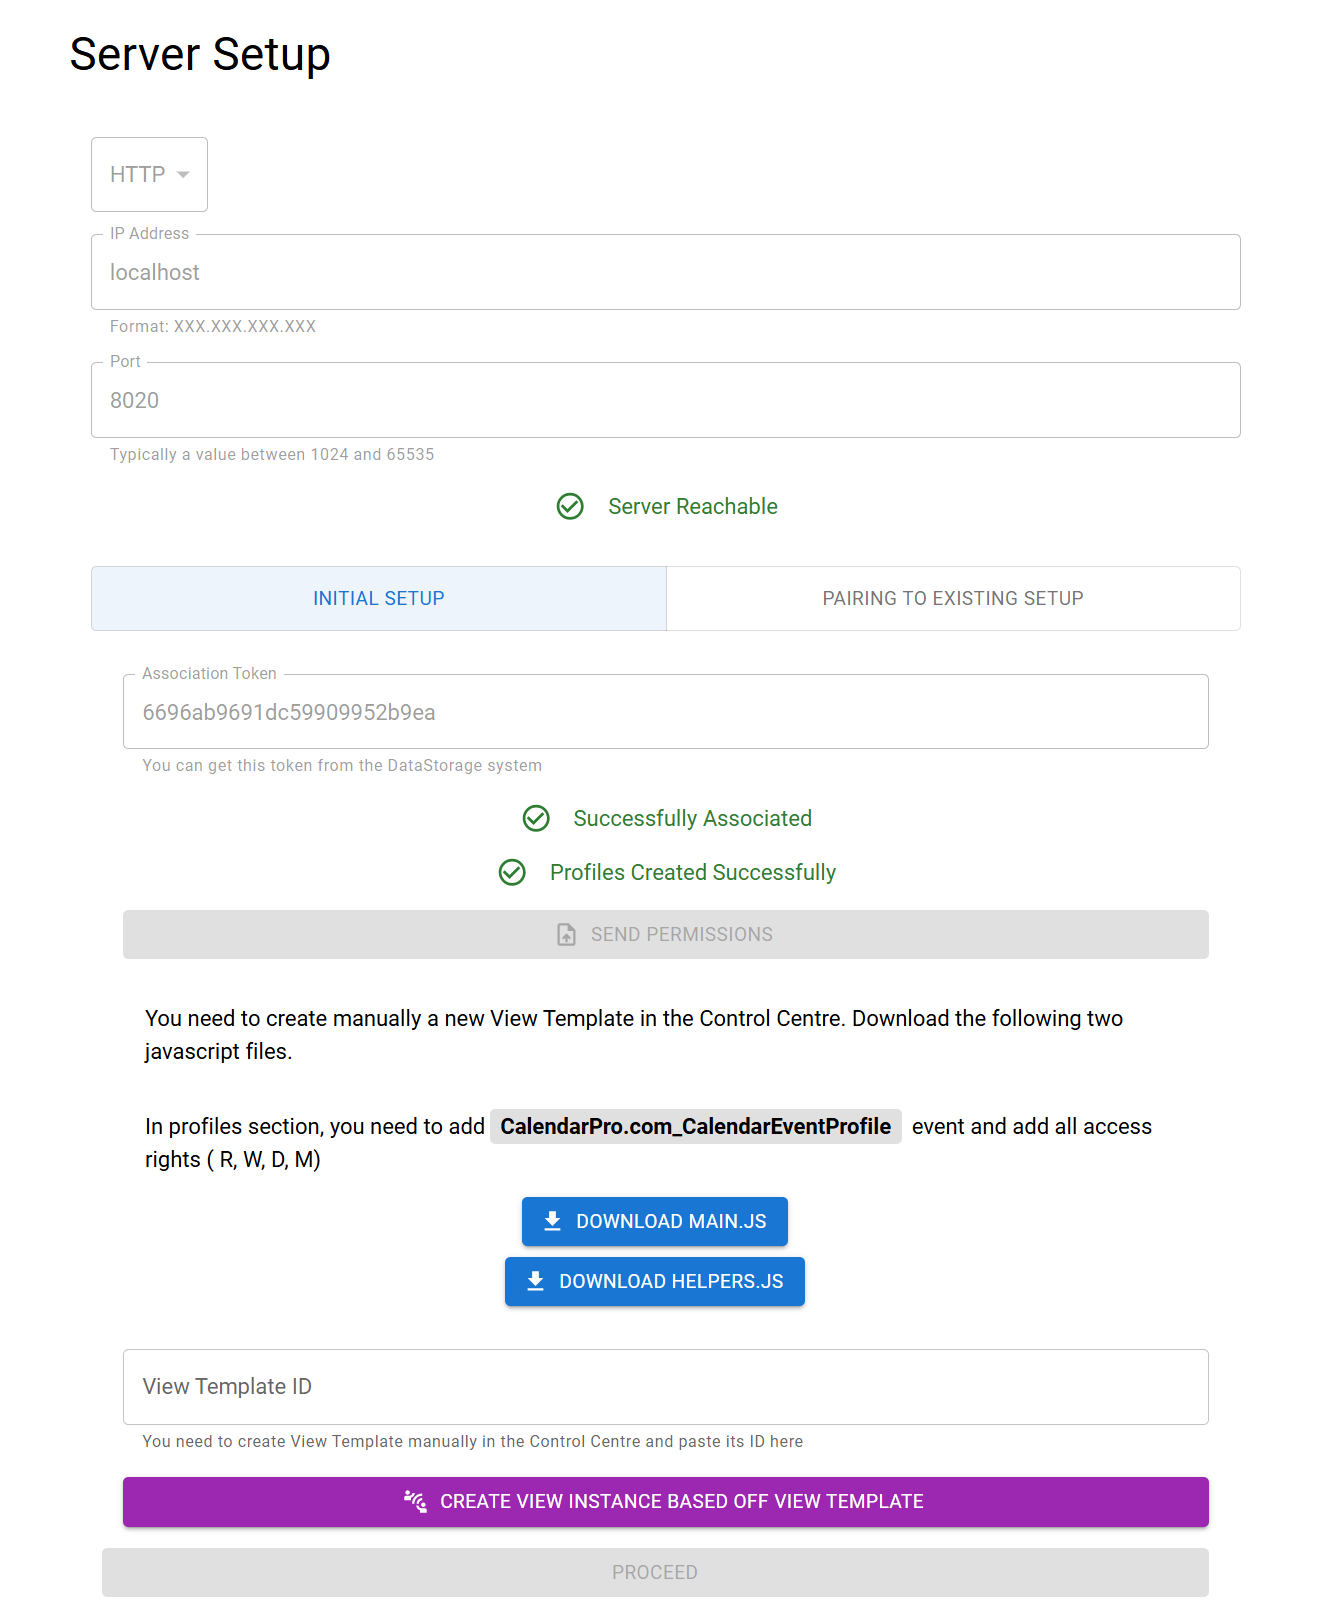 Server Setup
HTTP
IP Address
localhost
Format: XXX.XXX.XXX.XXX
Port
8020
Typically a value between 1024 and 65535
Server Reachable
INITIAL SETUP
PAIRING TO EXISTING SETUP
Association Token
6696ab9691dc59909952b9ea
You can get this token from the DataStorage system
Successfully Associated
Profiles Created Successfully
SEND PERMISSIONS
You need to create manually a new View Template in the Control Centre. Download the following two
javascript files.
In profiles section, you need to add CalendarPro.com_CalendarEventProfile event and add all access
rights ( R, W, D, M)
DOWNLOAD MAIN.JS
DOWNLOAD HELPERS.JS
View Template ID
You need to create View Template manually in the Control Centre and paste its ID here
CREATE VIEW INSTANCE BASED OFF VIEW TEMPLATE
PROCEED